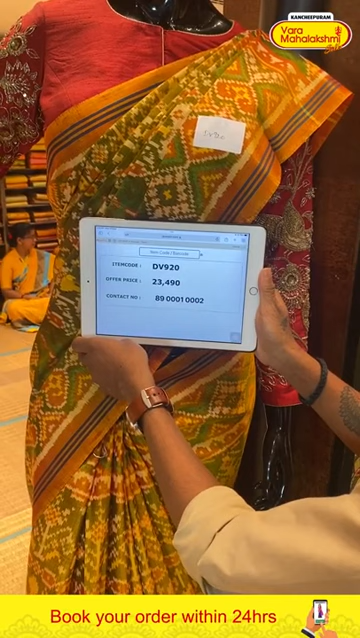 KANCHEEPURAM
Vara
Mahalakshmi
Silks
Item Code / Barcode
ITEMCODE : DV920
OFFER PRICE : 23,490
CONTACT NO : 89 0001 0002
Book your order within 24hrs